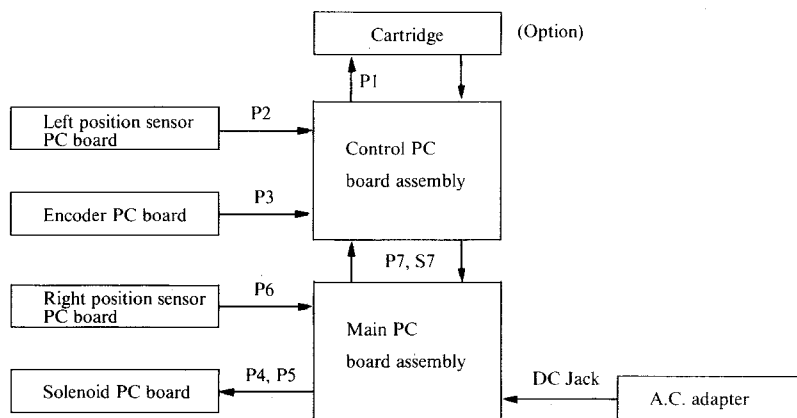 Cartridge
(Option)
P1
Left position sensor
PC board
P2
Control PC
board assembly
Encoder PC board
P3
P7, S7
Right position sensor
PC board
P6
Main PC
board assembly
Solenoid PC board
P4, P5
DC Jack
A.C. adapter